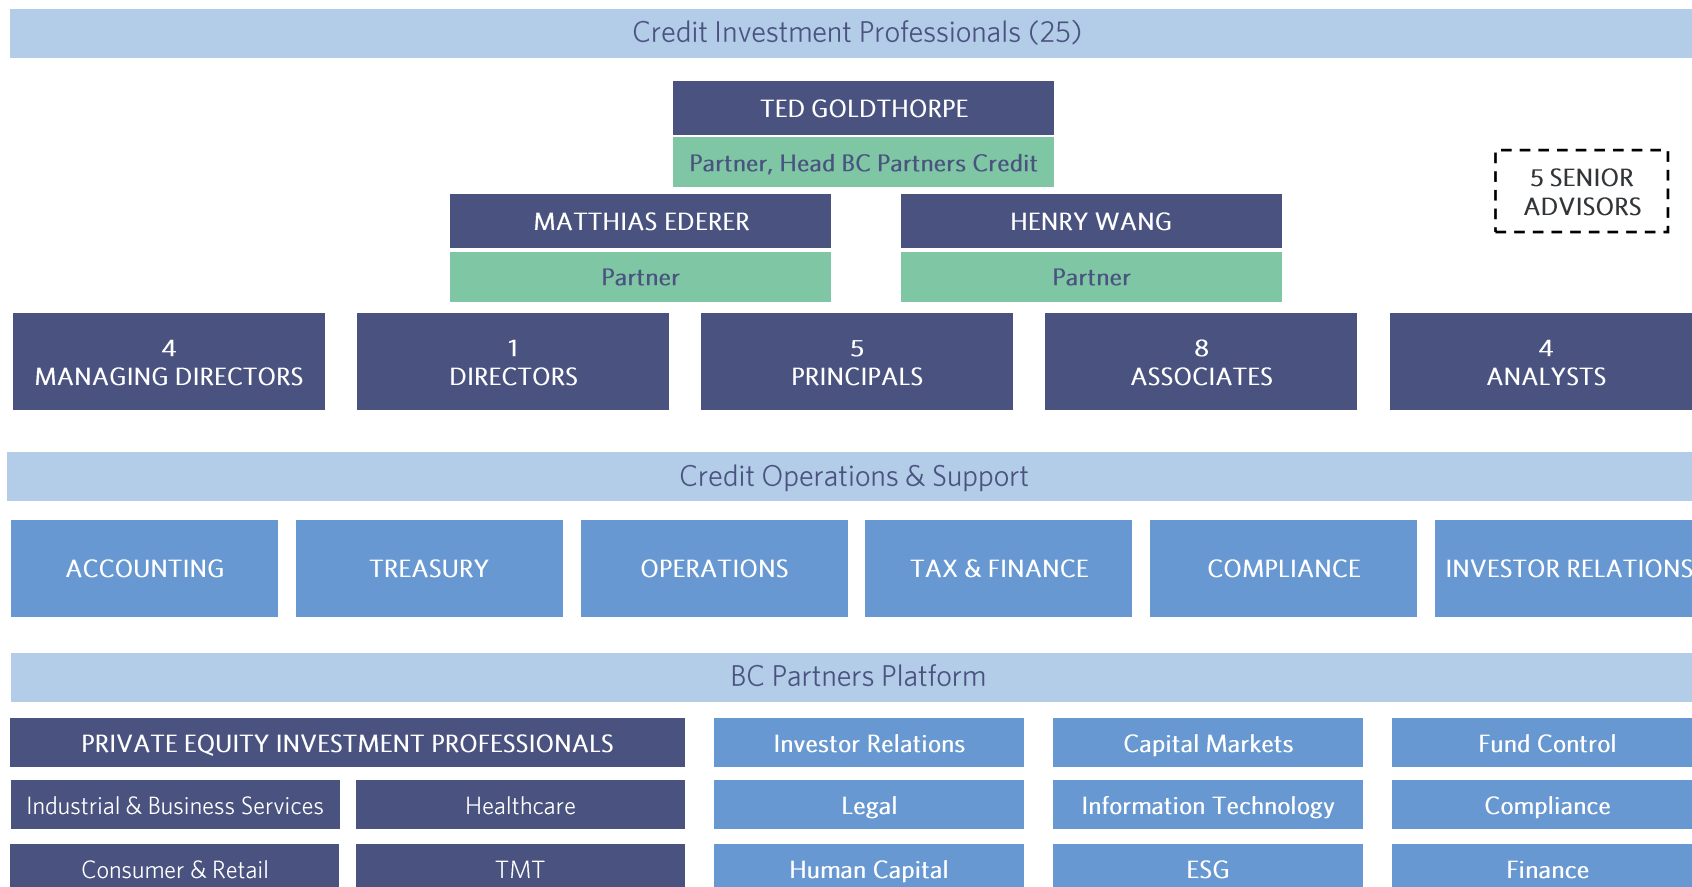 Credit Investment Professionals (25)
TED GOLDTHORPE
Partner, Head BC Partners Credit
5 SENIOR
ADVISORS
MATTHIAS EDERER
HENRY WANG
Partner
Partner
4
MANAGING DIRECTORS
1
DIRECTORS
5
PRINCIPALS
8
ASSOCIATES
4
ANALYSTS
Credit Operations & Support
ACCOUNTING
TREASURY
OPERATIONS
TAX & FINANCE
COMPLIANCE
INVESTOR RELATIONS
BC Partners Platform
PRIVATE EQUITY INVESTMENT PROFESSIONALS
Investor Relations
Capital Markets
Fund Control
Industrial & Business Services
Healthcare
Legal
Information Technology
Compliance
Consumer & Retail
TMT
Human Capital
ESG
Finance